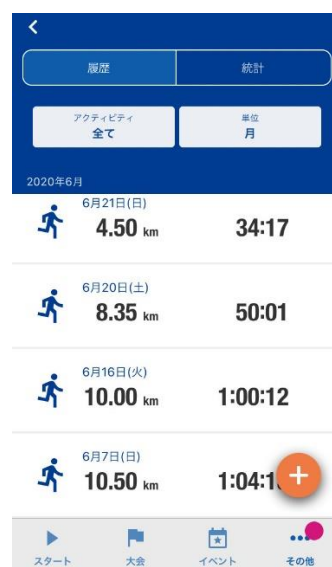 履歴 統計
アクティビティ 単位
全て 月
2020年6月
6月21日(日)
4.50 km 34:17
6月20日(土)
8.35 km 50:01
6月16日(火)
10.00 km 1:00:12
6月7日(日)
10.50 km
スタート 大会 イベント その他